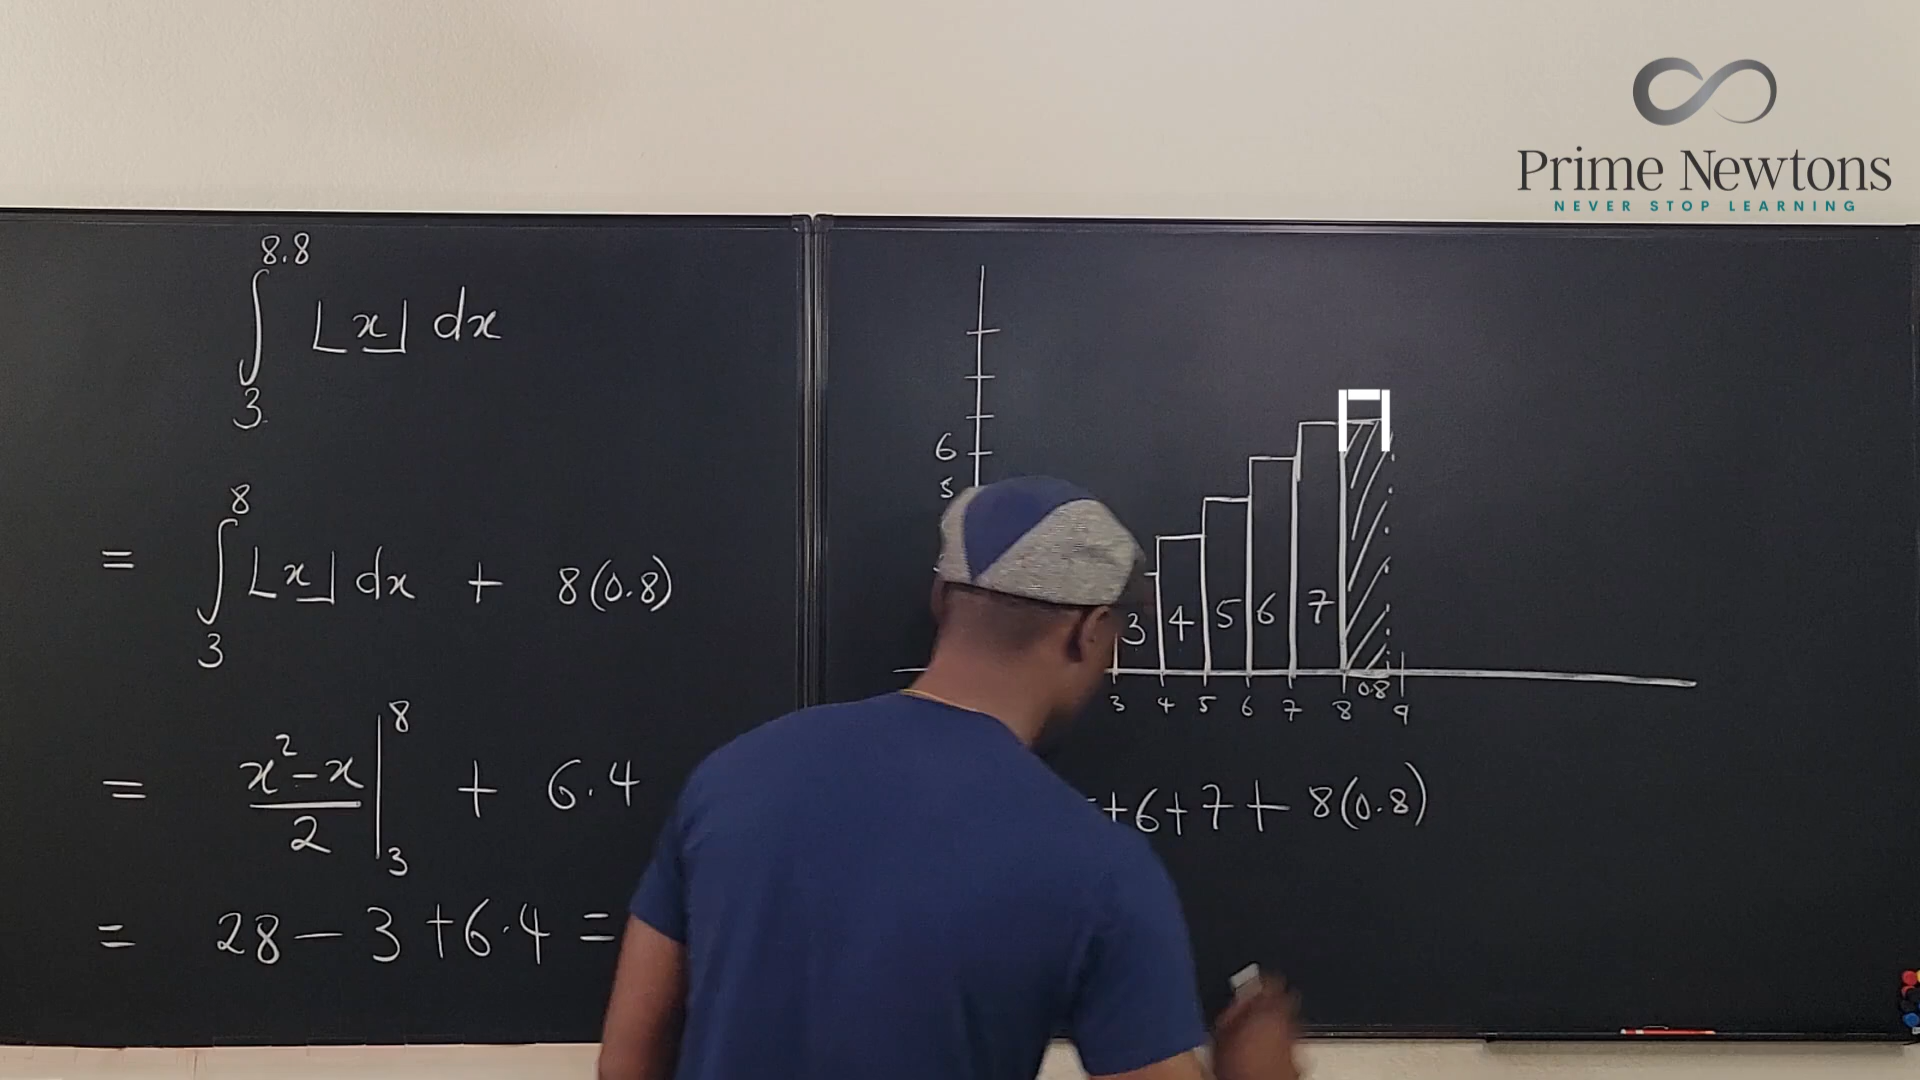 Prime Newtons
NEVER STOP LEARNING
8.8
∫ ⌊x⌋ dx
3
8
= ∫ ⌊x⌋ dx + 8(0.8)
3
= x²-x/2 |₃⁸ + 6.4
= 28 - 3 + 6.4 =
6
5
3 4 5 6 7
0.8
3 4 5 6 7 8 9
+6+7+ 8(0.8)